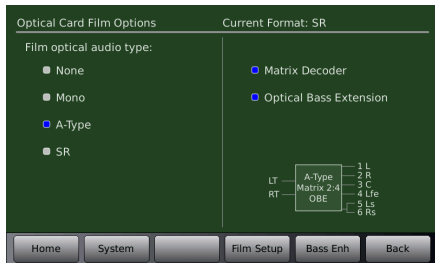 Optical Card Film Options
Current Format: SR
Film optical audio type:
None
Mono
A-Type
SR
Matrix Decoder
Optical Bass Extension
LT
RT
A-Type
Matrix 2:4
OBE
1 L
2 R
3 C
4 Lfe
5 Ls
6 Rs
Home
System
Film Setup
Bass Enh
Back